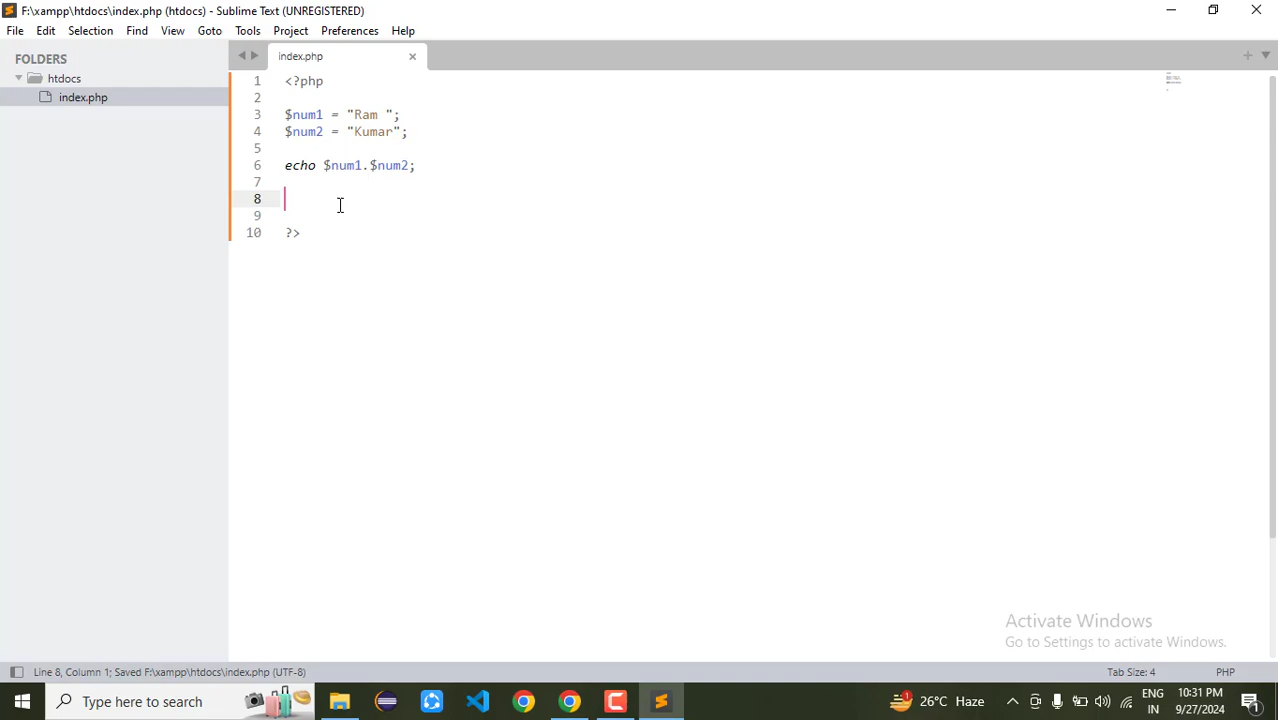 F:\xampp\htdocs\index.php (htdocs) - Sublime Text (UNREGISTERED)
File Edit Selection Find View Goto Tools Project Preferences Help
FOLDERS
htdocs
index.php
index.php
1 <?php
2
3 $num1 = "Ram ";
4 $num2 = "Kumar";
5
6 echo $num1.$num2;
7
8
9
10 ?>
Activate Windows
Go to Settings to activate Windows.
Line 8, Column 1; Saved F:\xampp\htdocs\index.php (UTF-8) Tab Size: 4 PHP
Type here to search
1 26°C Haze
ENG
IN
10:31 PM
9/27/2024
1